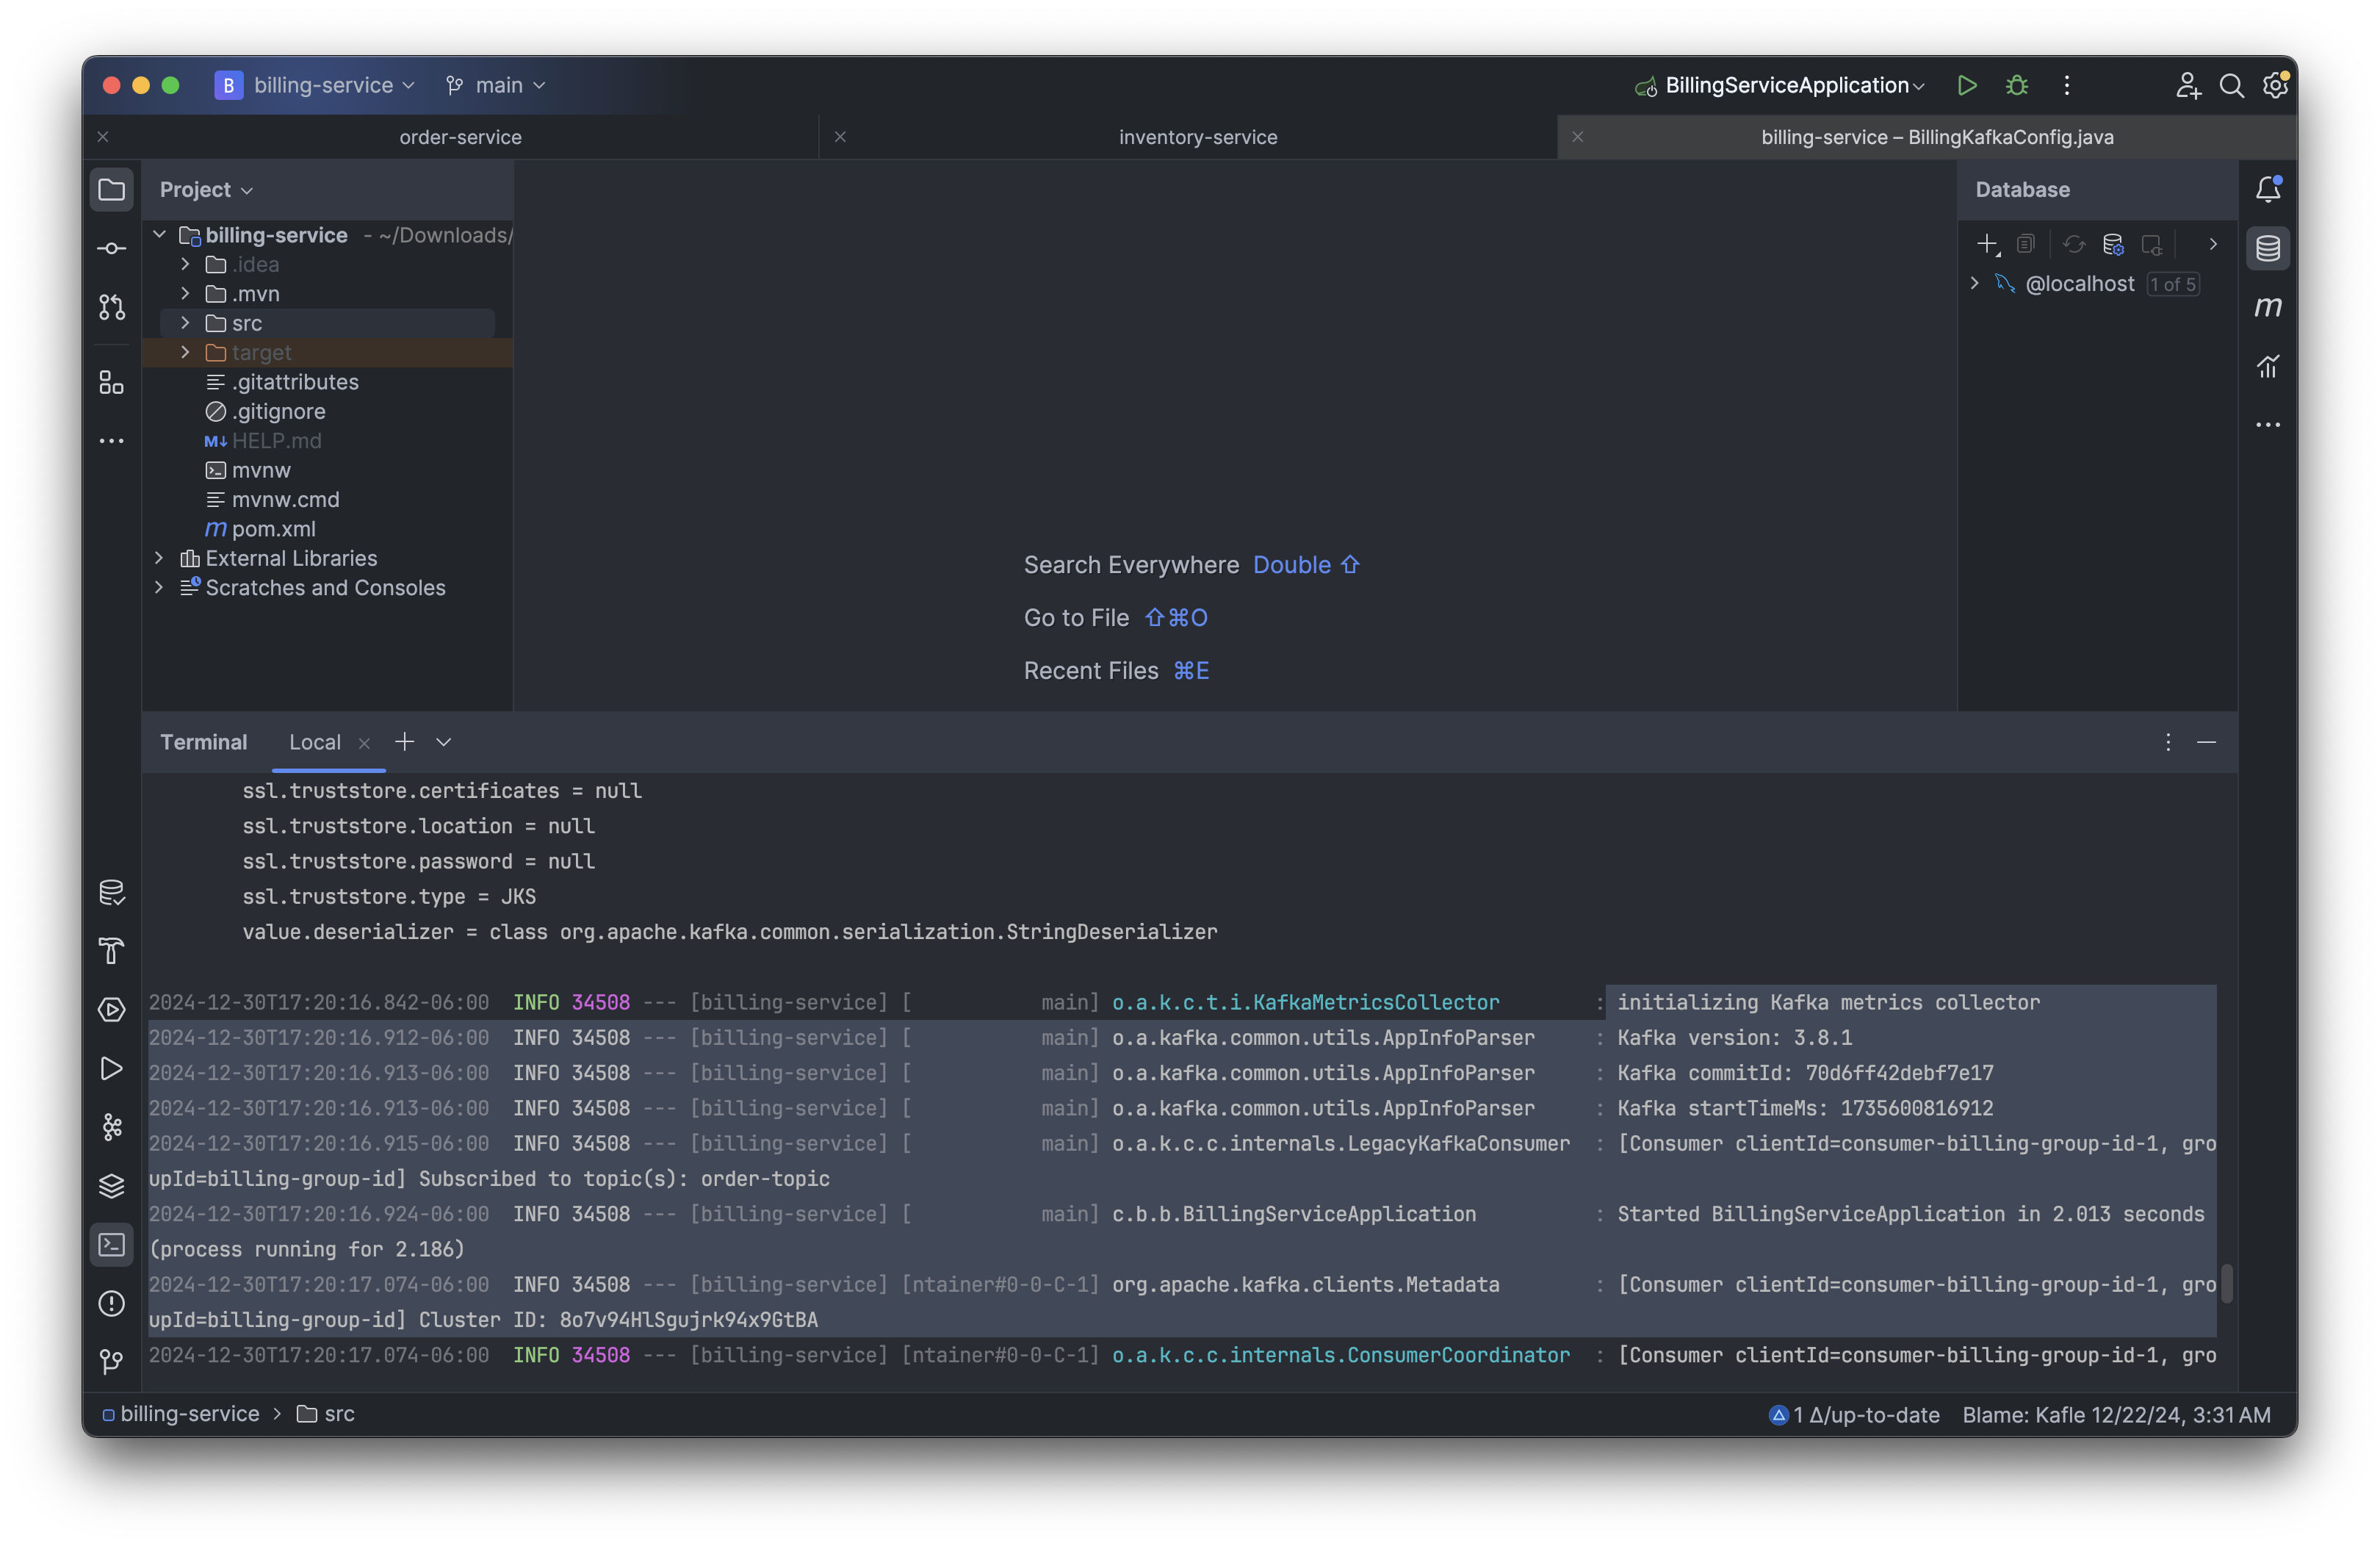 B billing-service main BillingServiceApplication
order-service inventory-service billing-service – BillingKafkaConfig.java
Project
billing-service - ~/Downloads/
.idea
.mvn
src
target
.gitattributes
.gitignore
M↓ HELP.md
mvnw
mvnw.cmd
m pom.xml
External Libraries
Scratches and Consoles
Search Everywhere Double ⇧
Go to File ⇧⌘O
Recent Files ⌘E
Database
@localhost 1 of 5
m
Terminal Local
ssl.truststore.certificates = null
ssl.truststore.location = null
ssl.truststore.password = null
ssl.truststore.type = JKS
value.deserializer = class org.apache.kafka.common.serialization.StringDeserializer
2024-12-30T17:20:16.842-06:00 INFO 34508 --- [billing-service] [ main] o.a.k.c.t.i.KafkaMetricsCollector : initializing Kafka metrics collector
2024-12-30T17:20:16.912-06:00 INFO 34508 --- [billing-service] [ main] o.a.kafka.common.utils.AppInfoParser : Kafka version: 3.8.1
2024-12-30T17:20:16.913-06:00 INFO 34508 --- [billing-service] [ main] o.a.kafka.common.utils.AppInfoParser : Kafka commitId: 70d6ff42debf7e17
2024-12-30T17:20:16.913-06:00 INFO 34508 --- [billing-service] [ main] o.a.kafka.common.utils.AppInfoParser : Kafka startTimeMs: 1735600816912
2024-12-30T17:20:16.915-06:00 INFO 34508 --- [billing-service] [ main] o.a.k.c.c.internals.LegacyKafkaConsumer : [Consumer clientId=consumer-billing-group-id-1, gro
upId=billing-group-id] Subscribed to topic(s): order-topic
2024-12-30T17:20:16.924-06:00 INFO 34508 --- [billing-service] [ main] c.b.b.BillingServiceApplication : Started BillingServiceApplication in 2.013 seconds
(process running for 2.186)
2024-12-30T17:20:17.074-06:00 INFO 34508 --- [billing-service] [ntainer#0-0-C-1] org.apache.kafka.clients.Metadata : [Consumer clientId=consumer-billing-group-id-1, gro
upId=billing-group-id] Cluster ID: 8o7v94HlSgujrk94x9GtBA
2024-12-30T17:20:17.074-06:00 INFO 34508 --- [billing-service] [ntainer#0-0-C-1] o.a.k.c.c.internals.ConsumerCoordinator : [Consumer clientId=consumer-billing-group-id-1, gro
billing-service > src 1 Δ/up-to-date Blame: Kafle 12/22/24, 3:31 AM